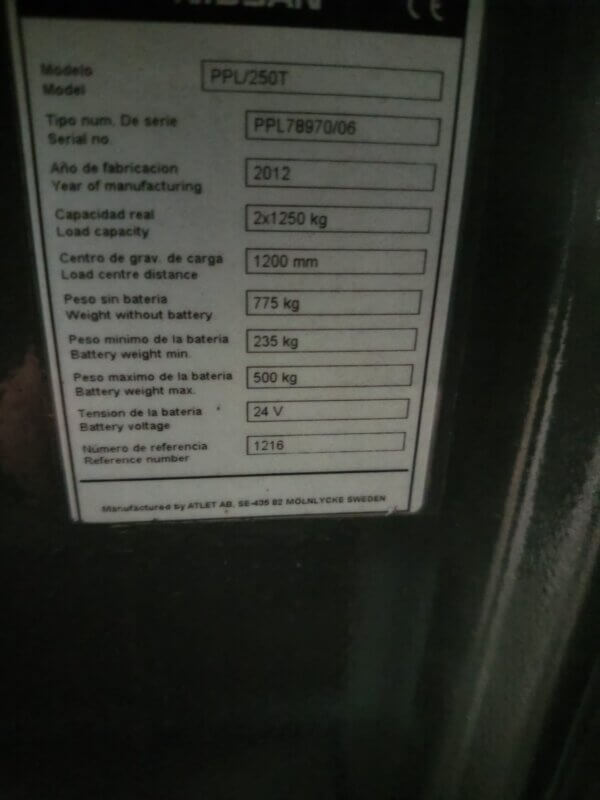 NISSAN CE
Modelo
Model
PPL/250T
Tipo num. De serie
Serial no.
PPL78970/06
Año de fabricacion
Year of manufacturing
2012
Capacidad real
Load capacity
2x1250 kg
Centro de grav. de carga
Load centre distance
1200 mm
Peso sin bateria
Weight without battery
775 kg
Peso minimo de la bateria
Battery weight min.
235 kg
Peso maximo de la bateria
Battery weight max.
500 kg
Tension de la bateria
Battery voltage
24 V
Número de referencia
Reference number
1216
Manufactured by ATLET AB, SE-435 82 MÖLNLYCKE SWEDEN